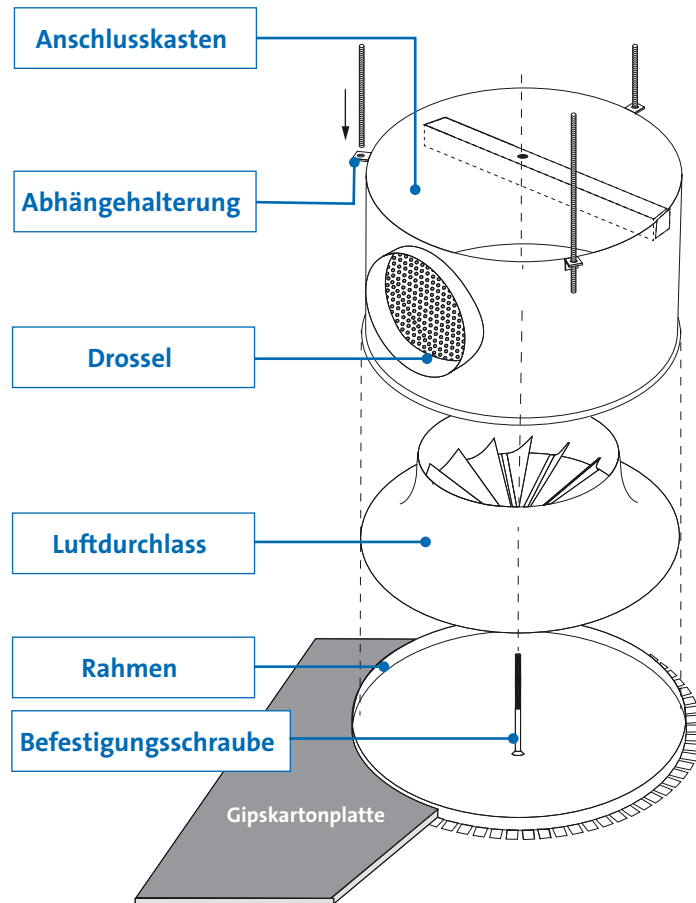 Anschlusskasten
Abhängehalterung
Drossel
Luftdurchlass
Rahmen
Befestigungsschraube
Gipskartonplatte